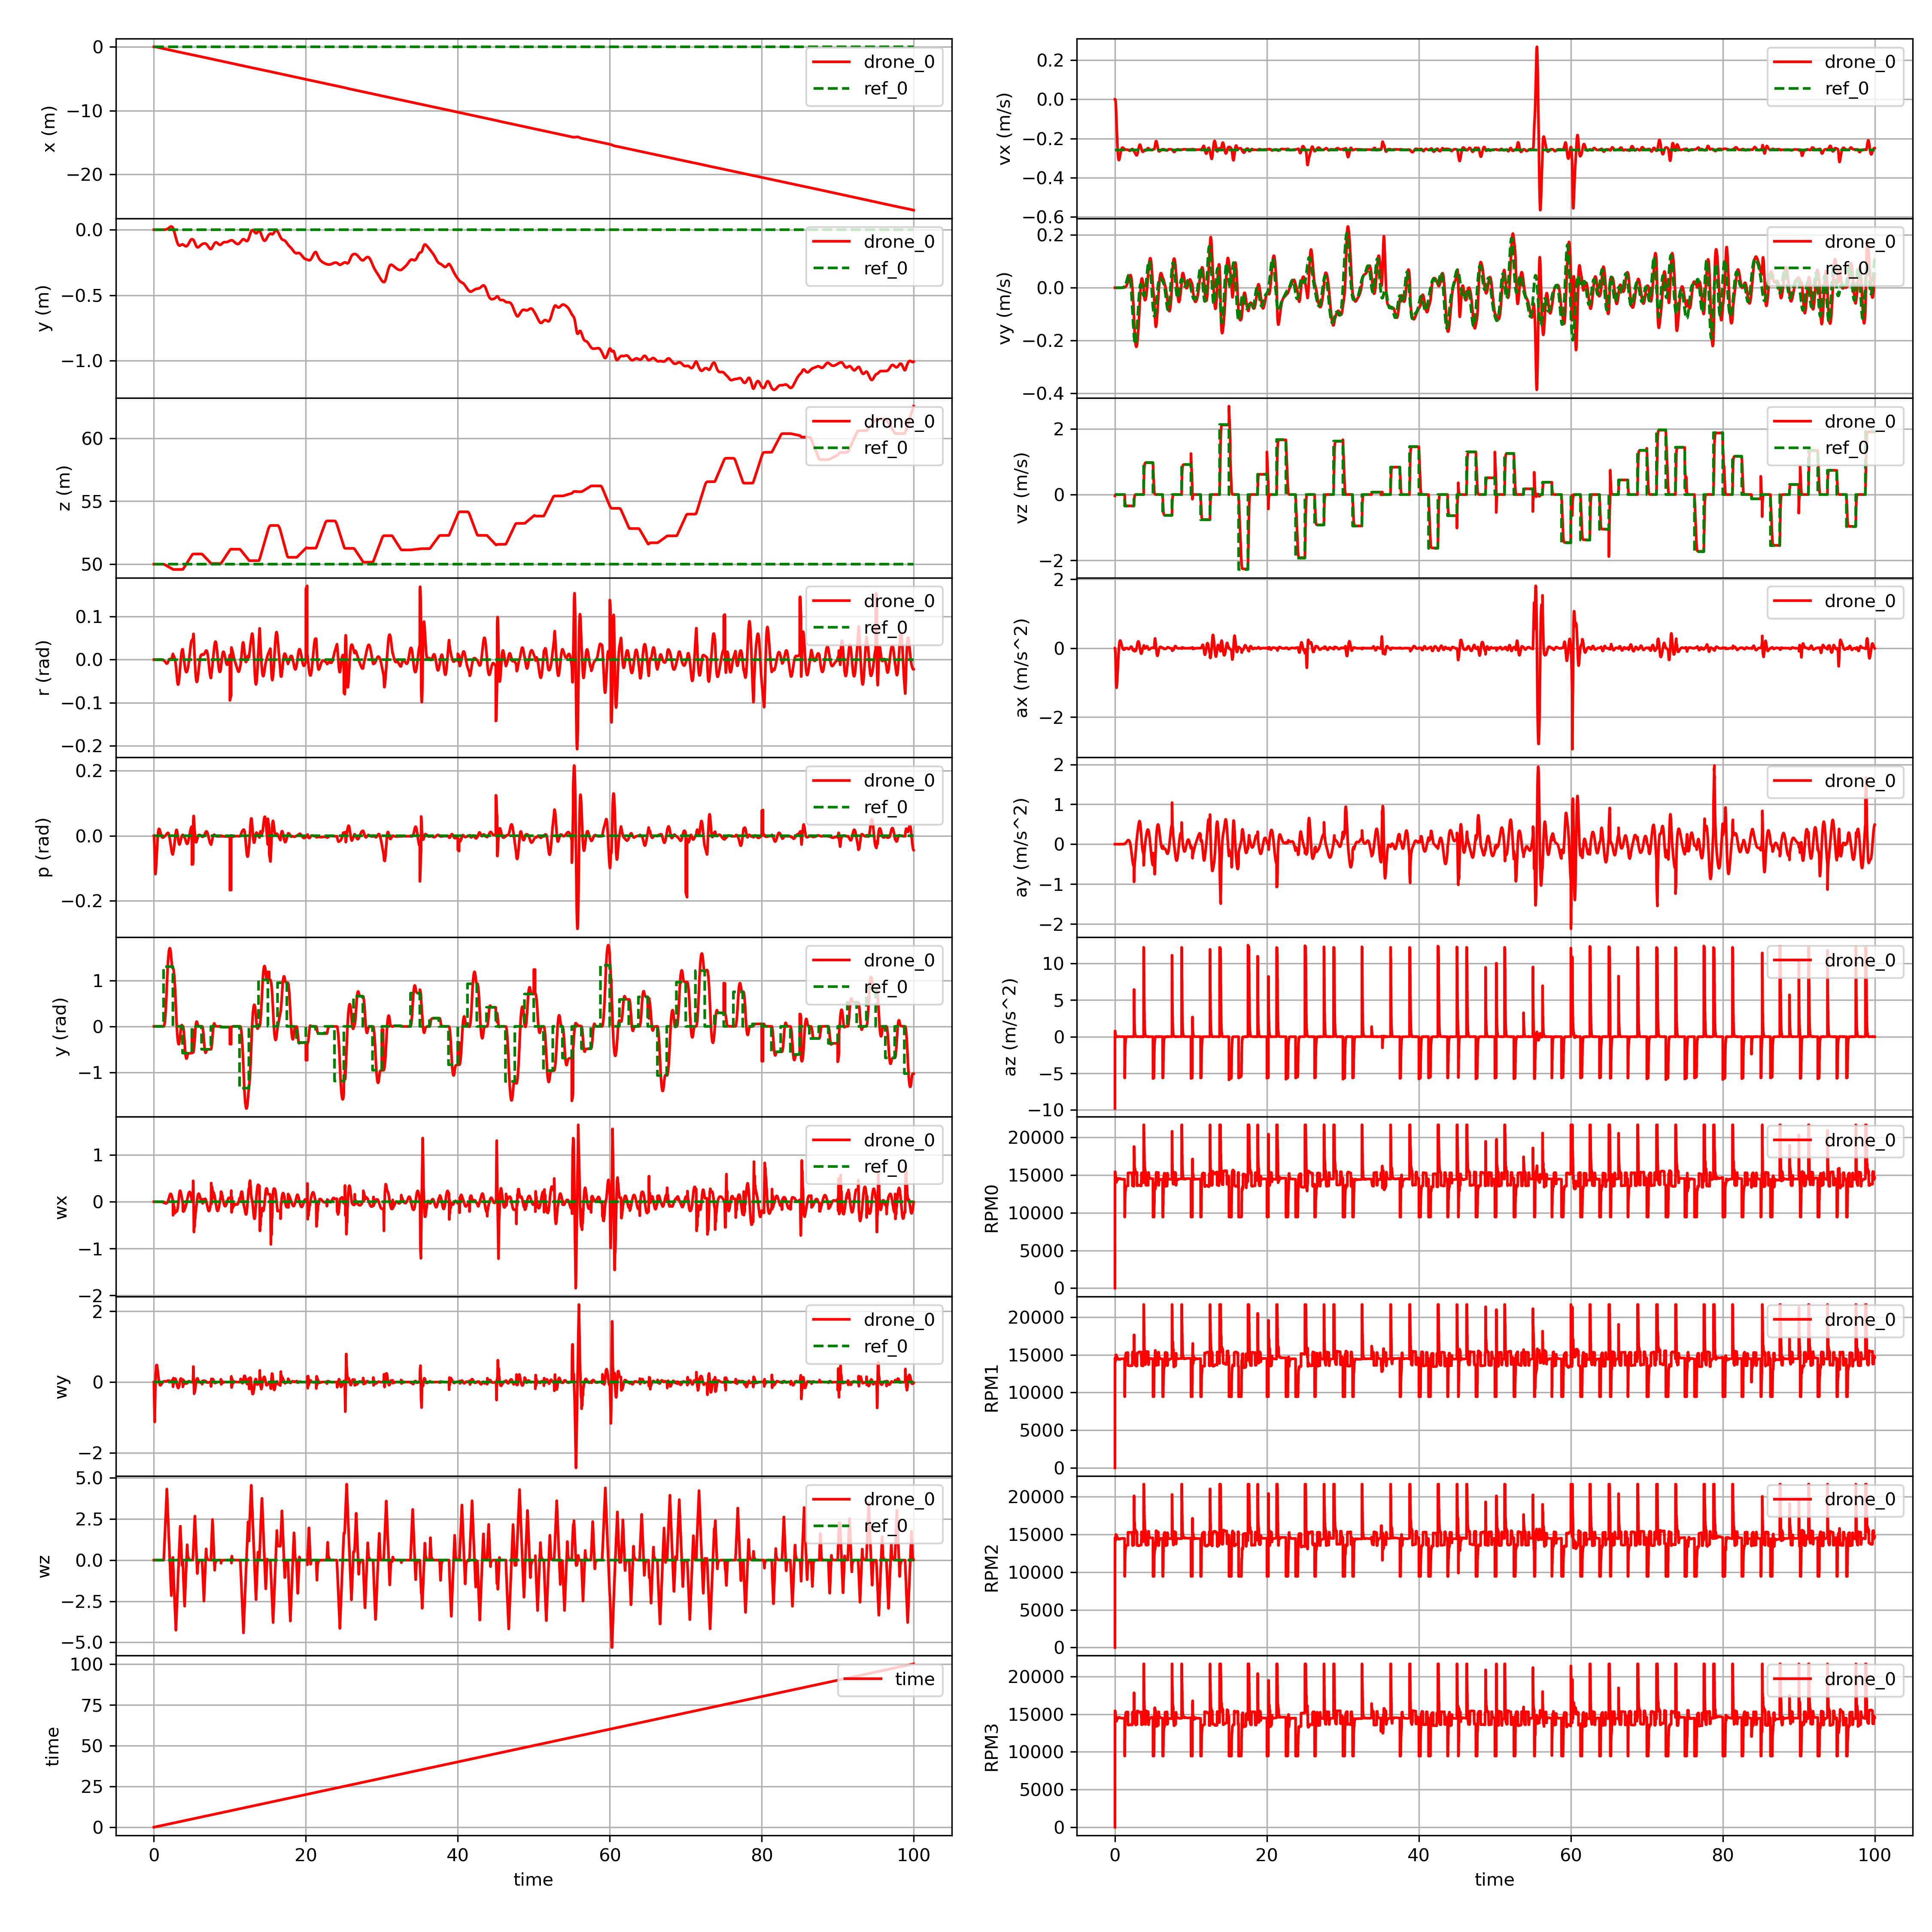 0
−10
−20
x (m)
drone_0
ref_0
0.0
−0.5
−1.0
y (m)
drone_0
ref_0
60
55
50
z (m)
drone_0
ref_0
0.1
0.0
−0.1
−0.2
r (rad)
drone_0
ref_0
0.2
0.0
−0.2
p (rad)
drone_0
ref_0
1
0
−1
y (rad)
drone_0
ref_0
1
0
−1
−2
wx
drone_0
ref_0
2
0
−2
wy
drone_0
ref_0
5.0
2.5
0.0
−2.5
−5.0
wz
drone_0
ref_0
100
75
50
25
0
time
time
0 20 40 60 80 100
time
0.2
0.0
−0.2
−0.4
−0.6
vx (m/s)
drone_0
ref_0
0.2
0.0
−0.2
−0.4
vy (m/s)
drone_0
ref_0
2
0
−2
vz (m/s)
drone_0
ref_0
2
0
−2
ax (m/s^2)
drone_0
2
1
0
−1
−2
ay (m/s^2)
drone_0
10
5
0
−5
−10
az (m/s^2)
drone_0
20000
15000
10000
5000
0
RPM0
drone_0
20000
15000
10000
5000
0
RPM1
drone_0
20000
15000
10000
5000
0
RPM2
drone_0
20000
15000
10000
5000
0
RPM3
drone_0
0 20 40 60 80 100
time